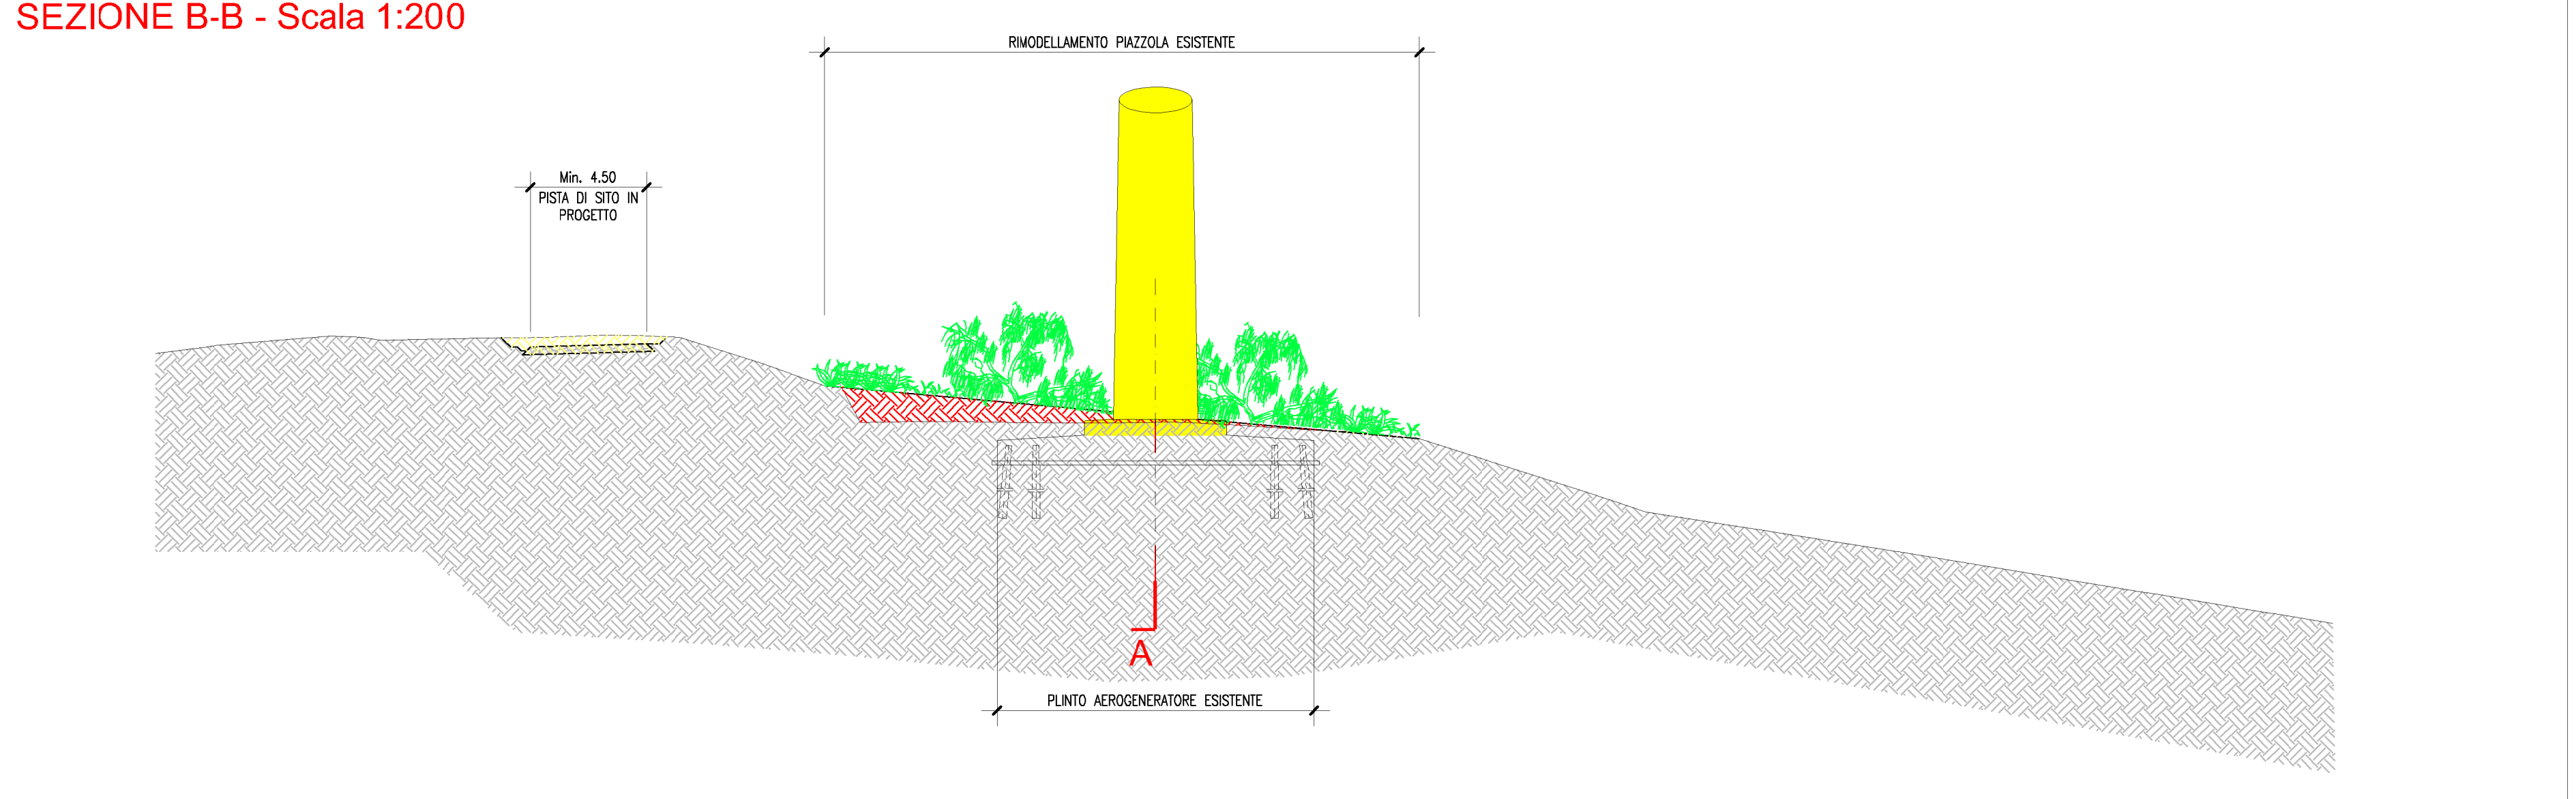 SEZIONE B-B - Scala 1:200
RIMODELLAMENTO PIAZZOLA ESISTENTE
Min. 4.50
PISTA DI SITO IN
PROGETTO
A
PLINTO AEROGENERATORE ESISTENTE